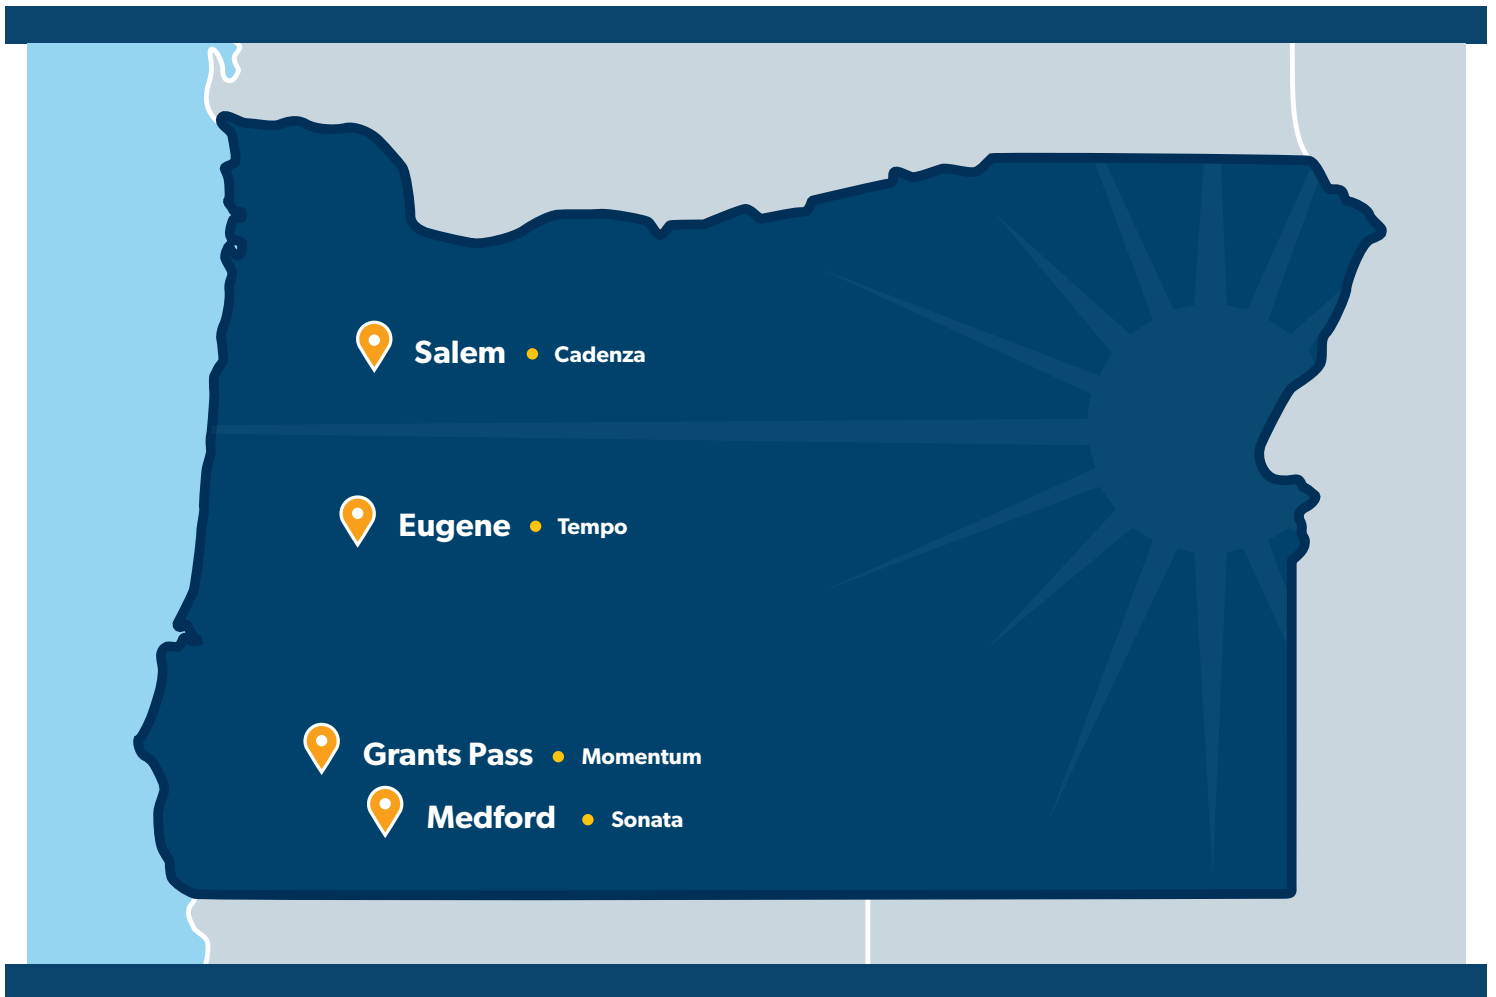 Salem • Cadenza
Eugene • Tempo
Grants Pass • Momentum
Medford • Sonata